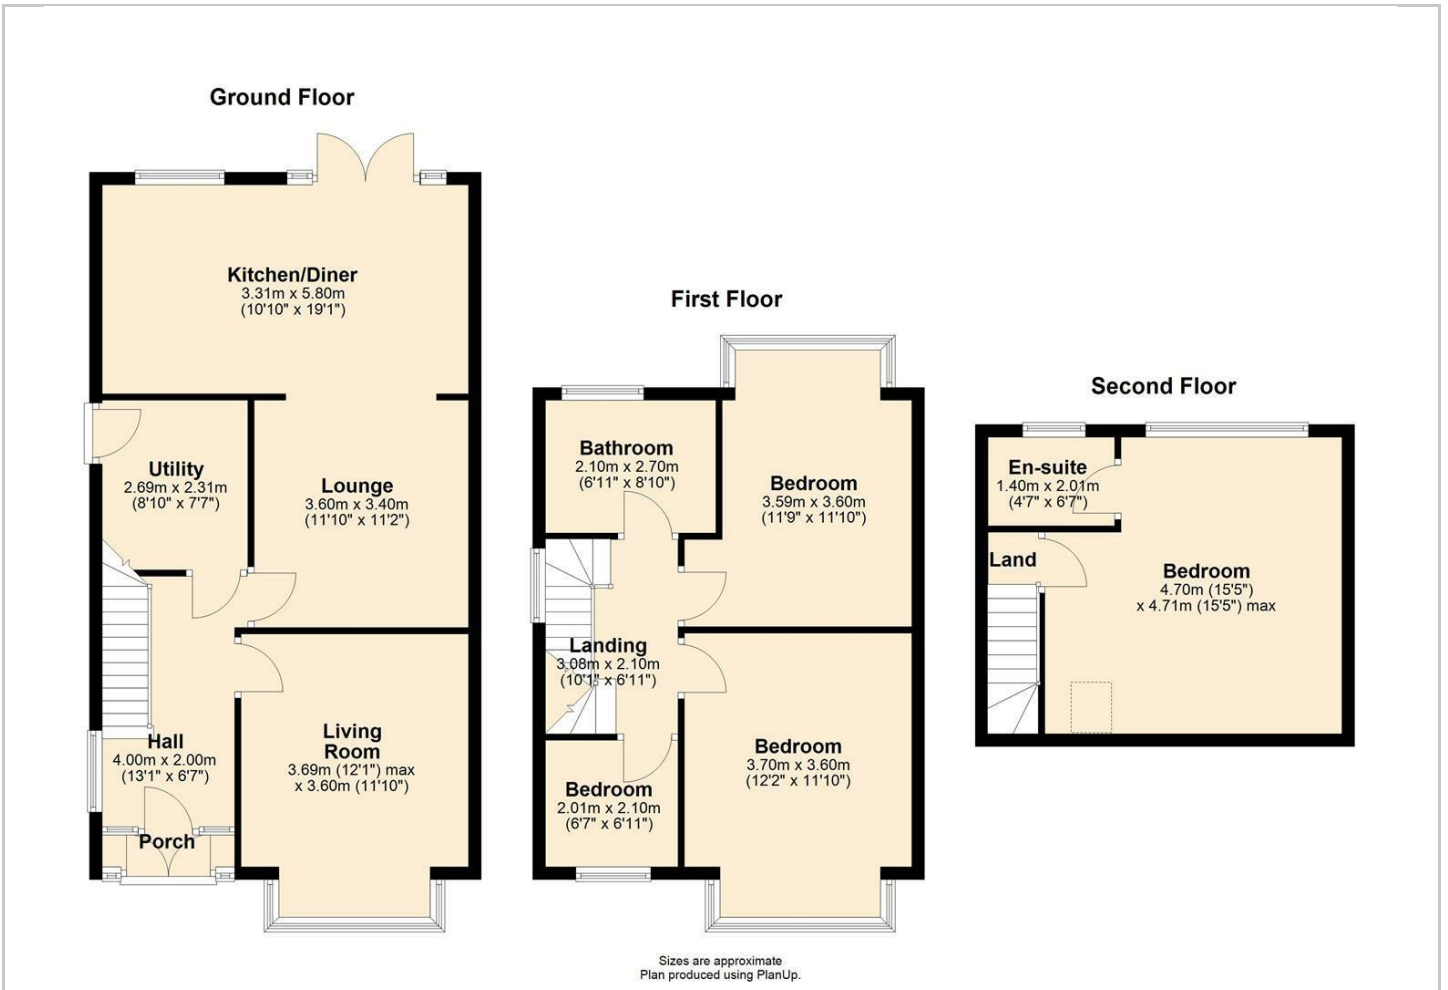 Ground Floor
Kitchen/Diner
3.31m x 5.80m
(10'10" x 19'1")
Utility
2.69m x 2.31m
(8'10" x 7'7")
Lounge
3.60m x 3.40m
(11'10" x 11'2")
Hall
4.00m x 2.00m
(13'1" x 6'7")
Living
Room
3.69m (12'1") max
x 3.60m (11'10")
Porch
First Floor
Bathroom
2.10m x 2.70m
(6'11" x 8'10")
Bedroom
3.59m x 3.60m
(11'9" x 11'10")
Landing
3.08m x 2.10m
(10'1" x 6'11")
Bedroom
2.01m x 2.10m
(6'7" x 6'11")
Bedroom
3.70m x 3.60m
(12'2" x 11'10")
Second Floor
En-suite
1.40m x 2.01m
(4'7" x 6'7")
Land
Bedroom
4.70m (15'5")
x 4.71m (15'5") max
Sizes are approximate
Plan produced using PlanUp.